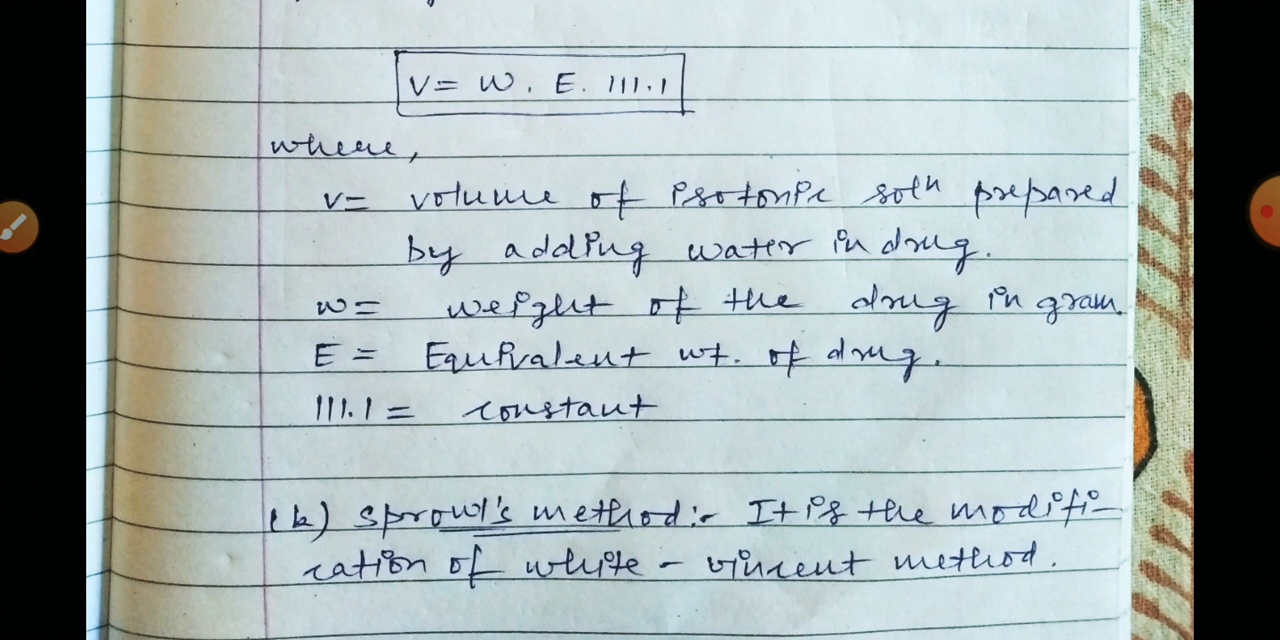 V = W . E . 111.1
where,
V = volume of isotonic solⁿ prepared
by adding water in drug.
W = weight of the drug in gram.
E = Equivalent wt. of drug.
111.1 = constant
(b) Sprowl's method :- It is the modifi-
cation of white - vincent method.